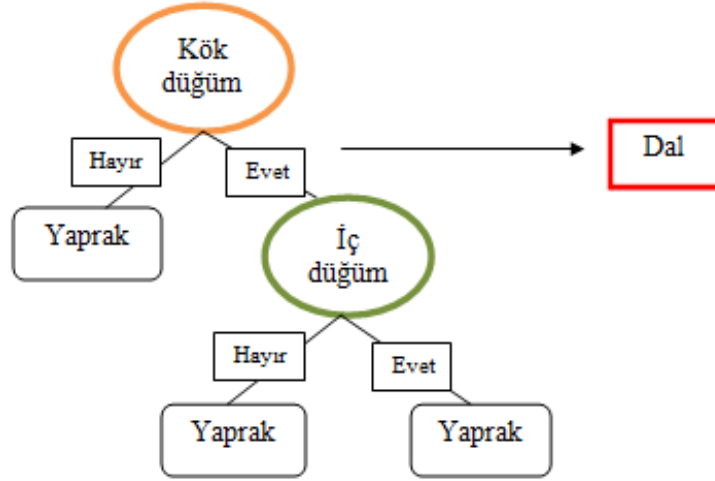 Kök
düğüm
Hayır
Evet
Dal
Yaprak
İç
düğüm
Hayır
Evet
Yaprak
Yaprak